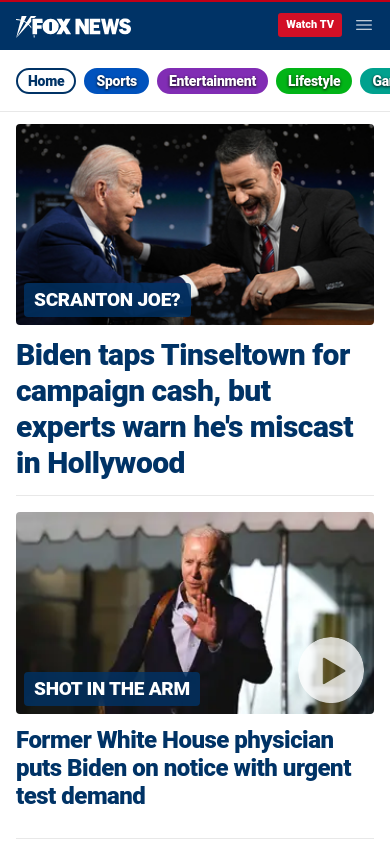 FOX NEWS
Watch TV
Home
Sports
Entertainment
Lifestyle
SCRANTON JOE?
Biden taps Tinseltown for
campaign cash, but
experts warn he's miscast
in Hollywood
SHOT IN THE ARM
Former White House physician
puts Biden on notice with urgent
test demand